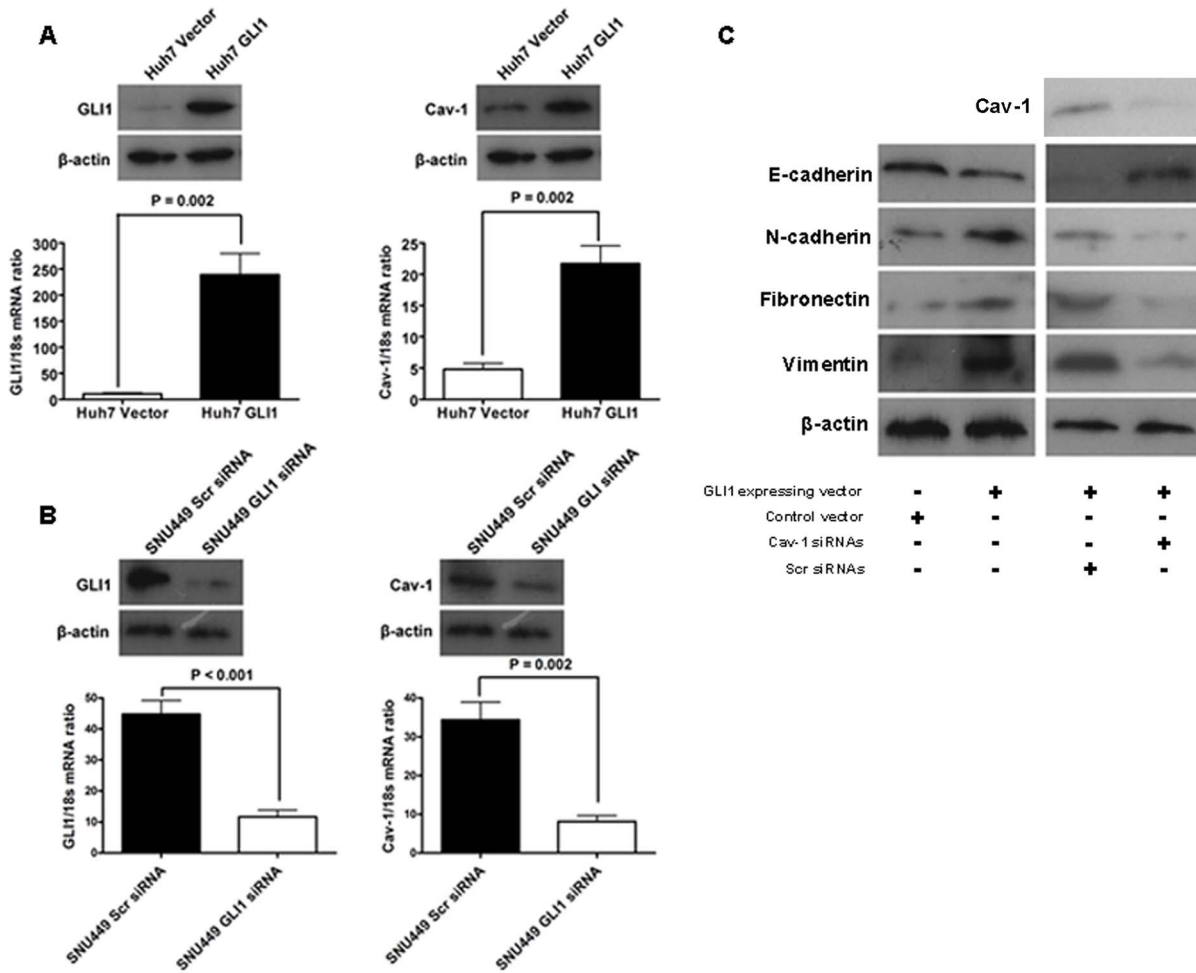 A
Huh7 Vector
Huh7 GLI1
GLI1
β-actin
P = 0.002
GLI1/18s mRNA ratio
300
250
200
150
100
50
0
Huh7 Vector
Huh7 GLI1
Huh7 Vector
Huh7 GLI1
Cav-1
β-actin
P = 0.002
Cav-1/18s mRNA ratio
25
20
15
10
5
0
Huh7 Vector
Huh7 GLI1
B
SNU449 Scr siRNA
SNU449 GLI1 siRNA
GLI1
β-actin
P < 0.001
GLI1/18s mRNA ratio
50
40
30
20
10
0
SNU449 Scr siRNA
SNU449 GLI1 siRNA
SNU449 Scr siRNA
SNU449 GLI siRNA
Cav-1
β-actin
P = 0.002
Cav-1/18s mRNA ratio
40
30
20
10
0
SNU449 Scr siRNA
SNU449 GLI1 siRNA
C
Cav-1
E-cadherin
N-cadherin
Fibronectin
Vimentin
β-actin
GLI1 expressing vector - + + +
Control vector + - - -
Cav-1 siRNAs - - - +
Scr siRNAs - - + -